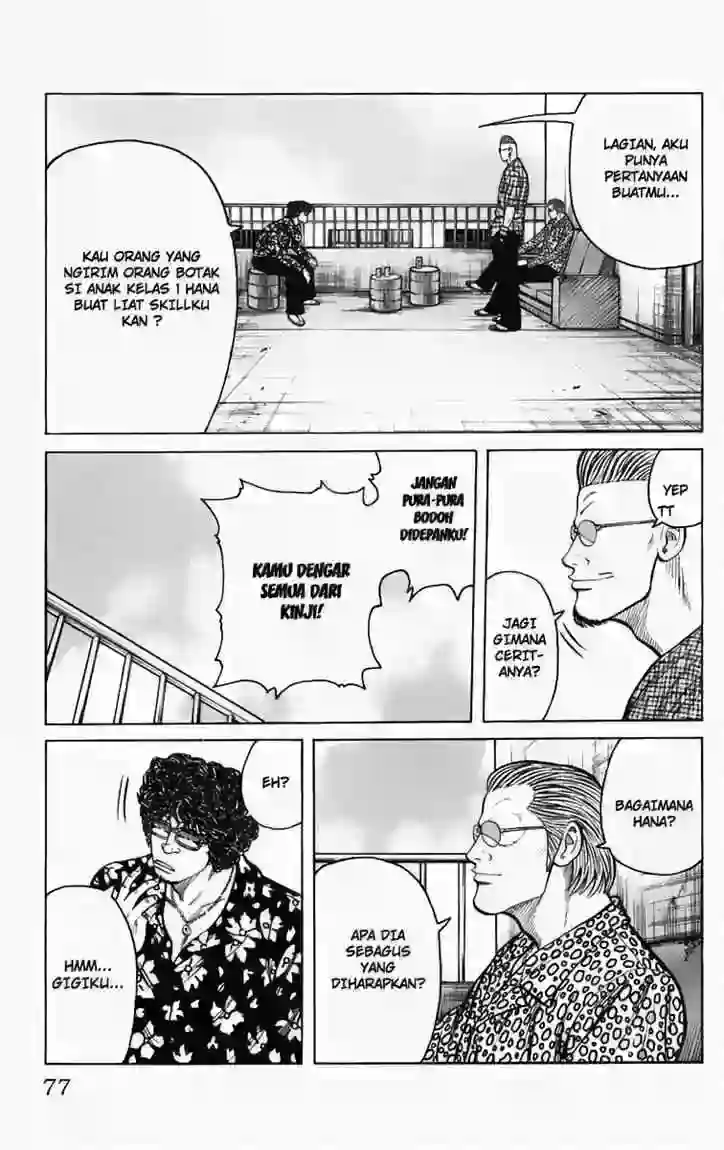 LAGIAN, AKU
PUNYA
PERTANYAAN
BUATMU...
KAU ORANG YANG
NGIRIM ORANG BOTAK
SI ANAK KELAS 1 HANA
BUAT LIAT SKILLKU
KAN ?
YEP
TT
JAGI
GIMANA
CERIT-
ANYA?
JANGAN
PURA-PURA
BODOH
DIDEPANKU!
KAMU DENGAR
SEMUA DARI
KINJI!
BAGAIMANA
HANA?
APA DIA
SEBAGUS
YANG
DIHARAPKAN?
EH?
HMM...
GIGIKU...
77